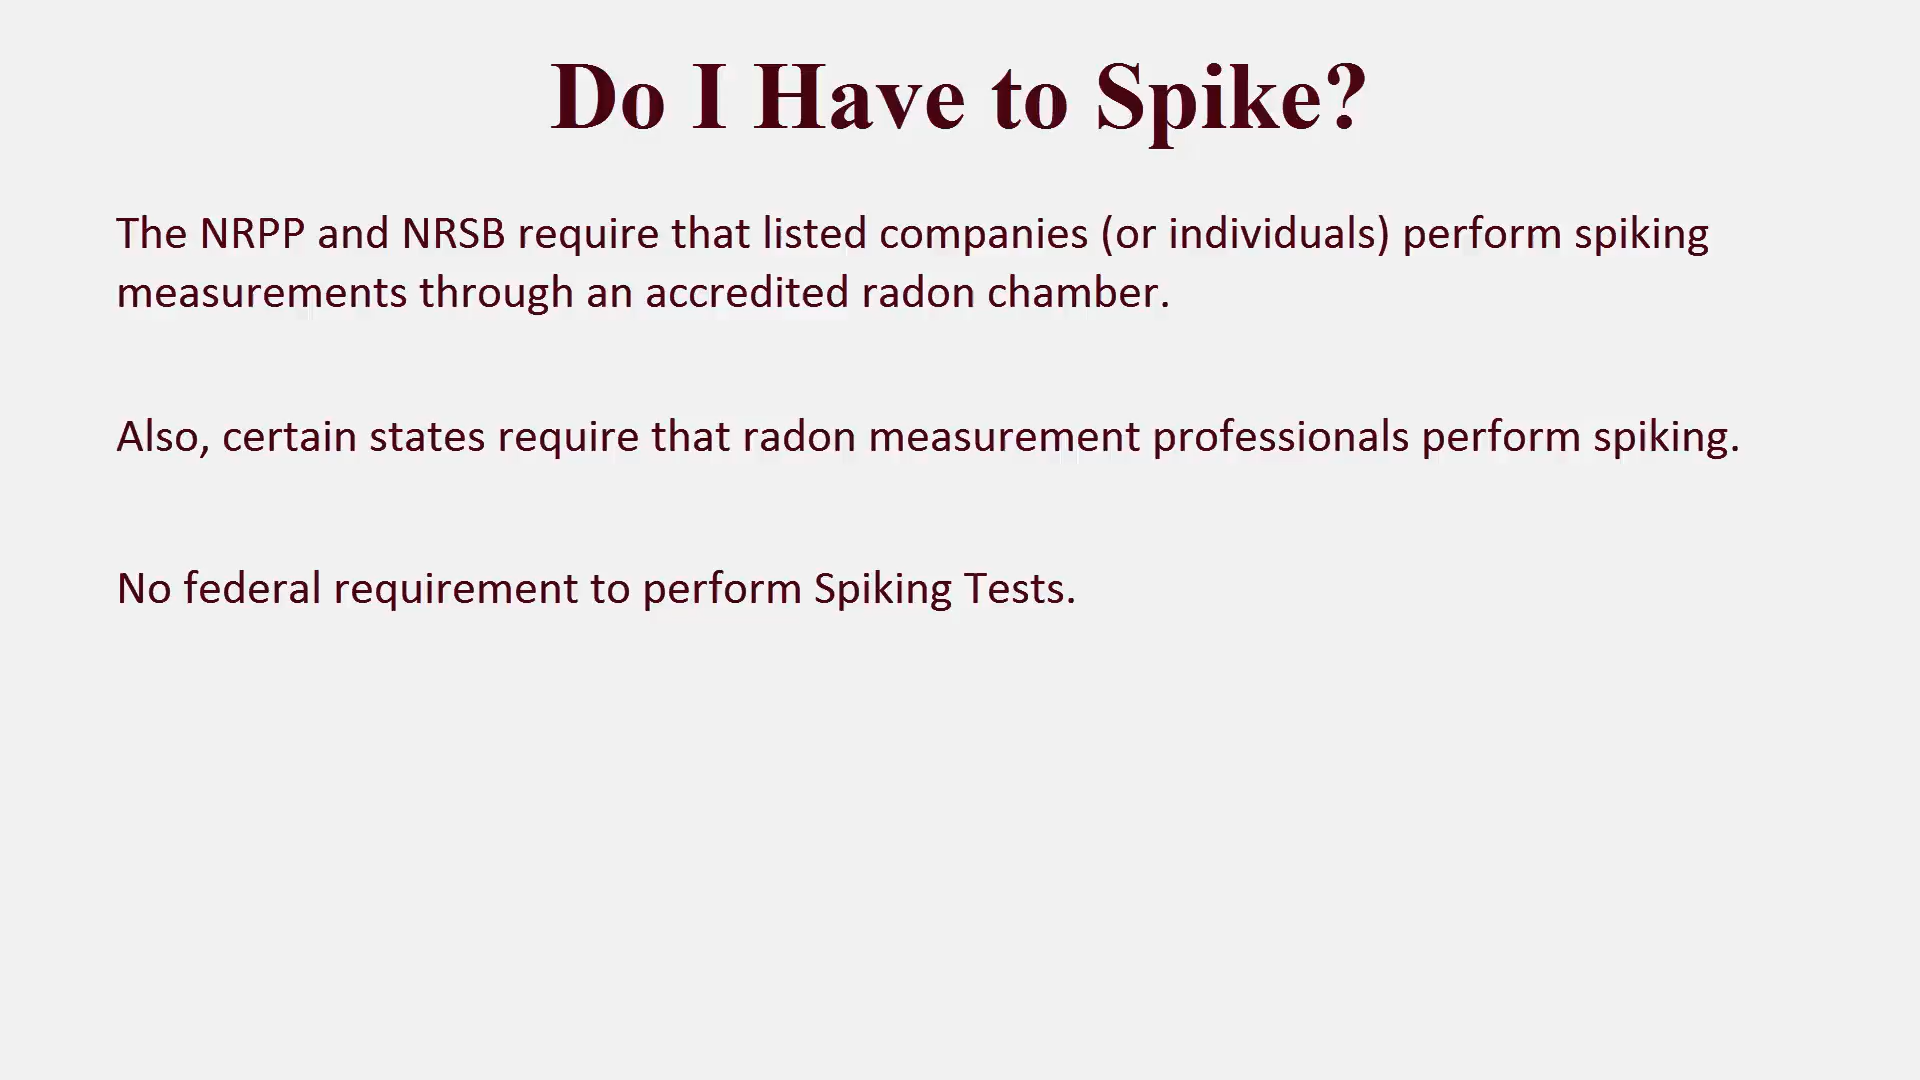 Do I Have to Spike?
The NRPP and NRSB require that listed companies (or individuals) perform spiking
measurements through an accredited radon chamber.
Also, certain states require that radon measurement professionals perform spiking.
No federal requirement to perform Spiking Tests.